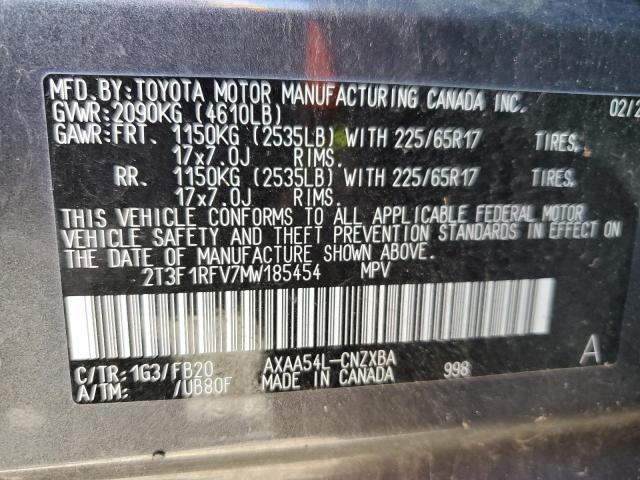 MFD.BY:TOYOTA MOTOR MANUFACTURING CANADA INC. 02/2
GVWR:2090KG (4610LB)
GAWR:FRT. 1150KG (2535LB) WITH 225/65R17 TIRES,
17x7.0J RIMS.
RR. 1150KG (2535LB) WITH 225/65R17 TIRES,
17x7.0J RIMS.
THIS VEHICLE CONFORMS TO ALL APPLICABLE FEDERAL MOTOR
VEHICLE SAFETY AND THEFT PREVENTION STANDARDS IN EFFECT ON
THE DATE OF MANUFACTURE SHOWN ABOVE.
2T3F1RFV7MW185454 MPV
C/TR: 1G3/FB20 AXAA54L-CNZXBA 998 A
A/TM: /UB80F MADE IN CANADA